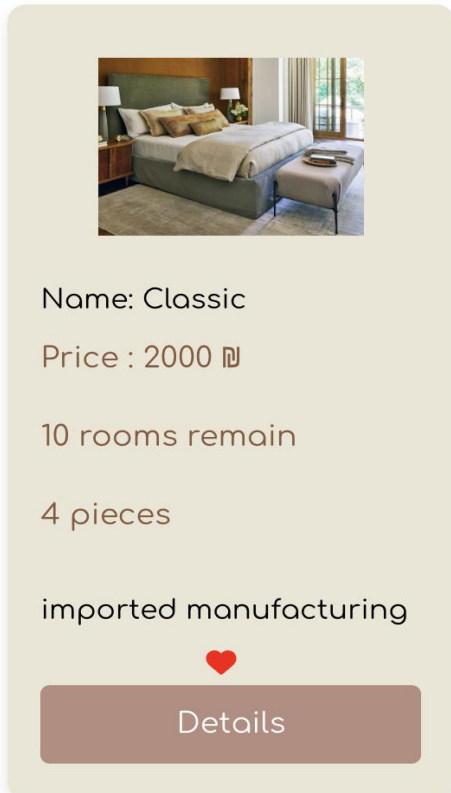 Name: Classic
Price : 2000 ₪
10 rooms remain
4 pieces
imported manufacturing
Details